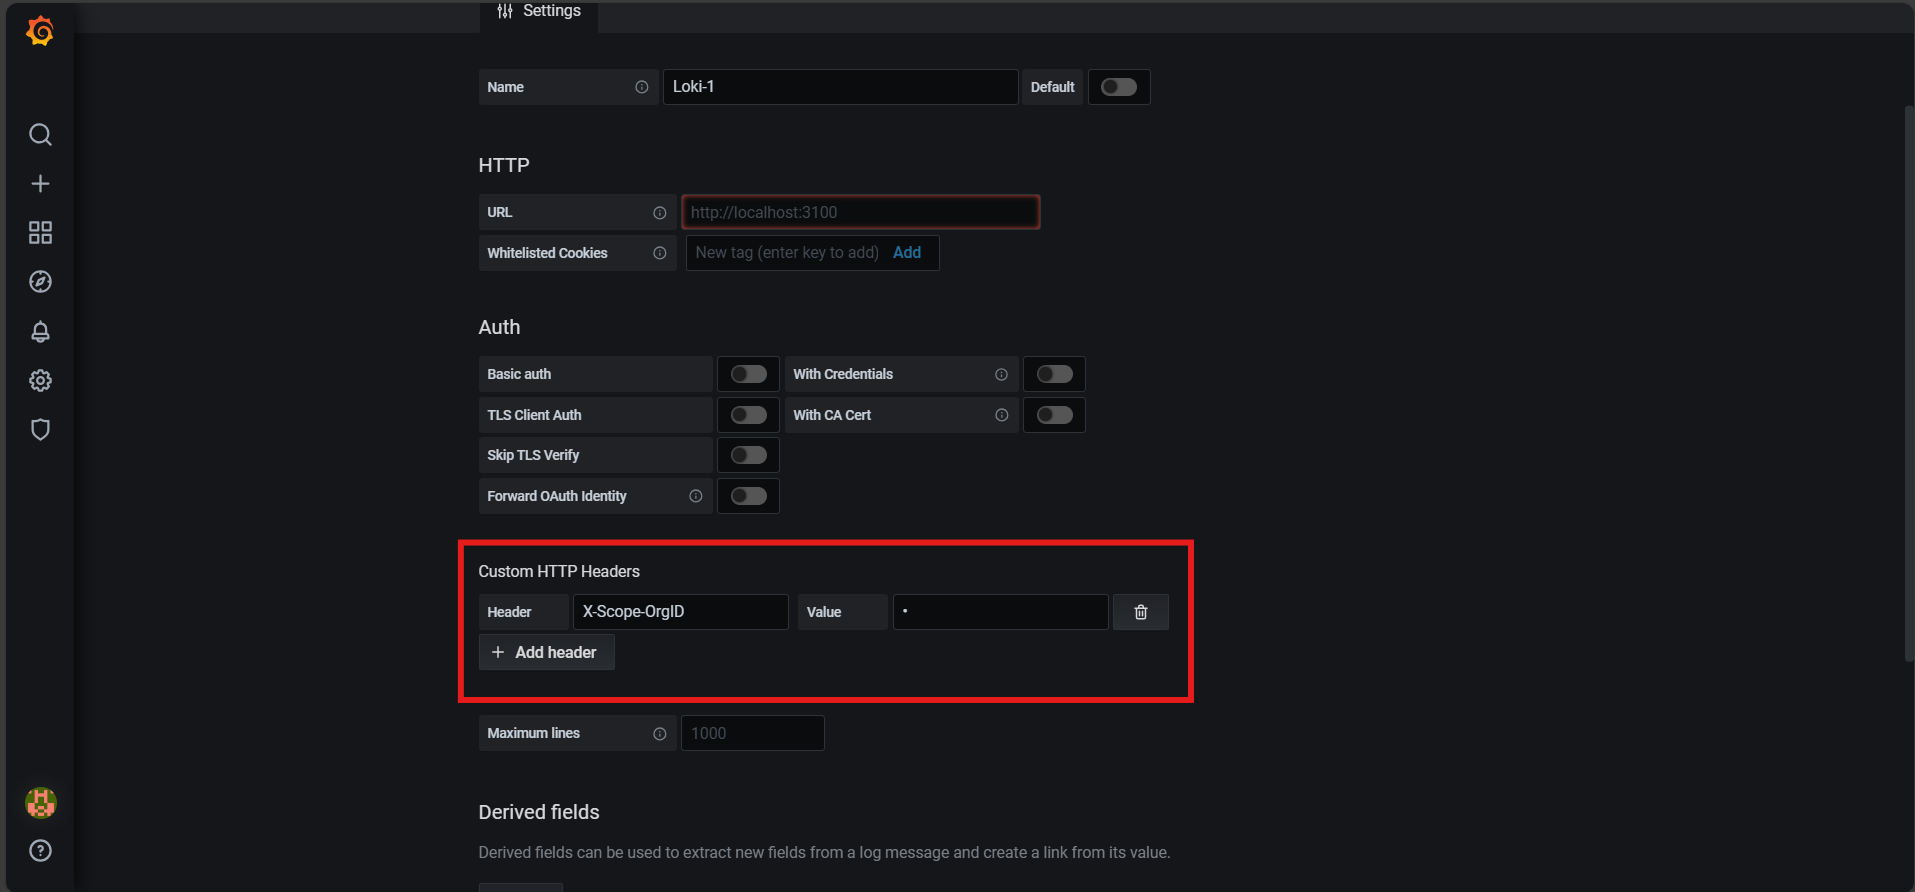 Settings
Name Loki-1 Default
HTTP
URL http://localhost:3100
Whitelisted Cookies New tag (enter key to add) Add
Auth
Basic auth With Credentials
TLS Client Auth With CA Cert
Skip TLS Verify
Forward OAuth Identity
Custom HTTP Headers
Header X-Scope-OrgID Value •
+ Add header
Maximum lines 1000
Derived fields
Derived fields can be used to extract new fields from a log message and create a link from its value.